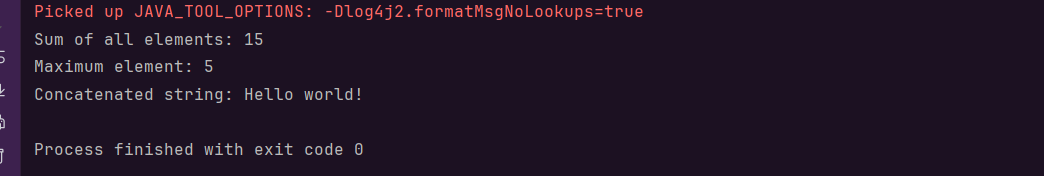 Picked up JAVA_TOOL_OPTIONS: -Dlog4j2.formatMsgNoLookups=true
Sum of all elements: 15
Maximum element: 5
Concatenated string: Hello world!
Process finished with exit code 0